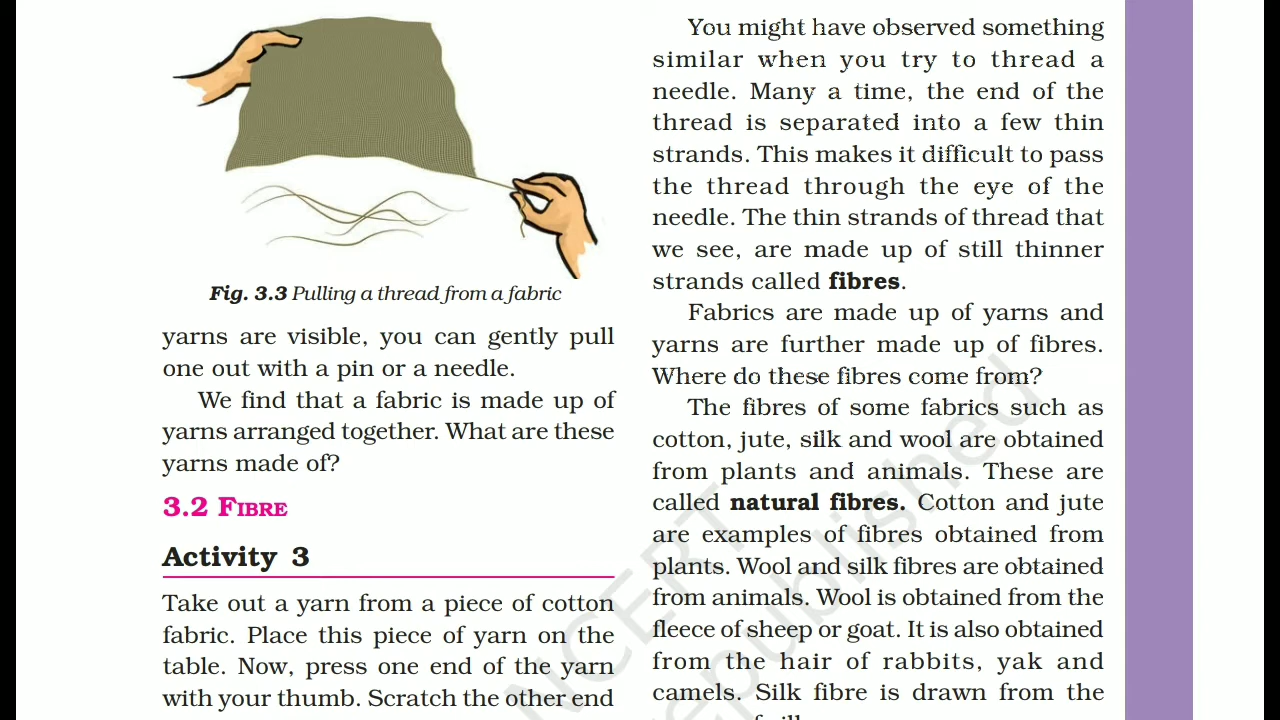 Fig. 3.3 Pulling a thread from a fabric
yarns are visible, you can gently pull
one out with a pin or a needle.
We find that a fabric is made up of
yarns arranged together. What are these
yarns made of?
3.2 FIBRE
Activity 3
Take out a yarn from a piece of cotton
fabric. Place this piece of yarn on the
table. Now, press one end of the yarn
with your thumb. Scratch the other end
You might have observed something
similar when you try to thread a
needle. Many a time, the end of the
thread is separated into a few thin
strands. This makes it difficult to pass
the thread through the eye of the
needle. The thin strands of thread that
we see, are made up of still thinner
strands called fibres.
Fabrics are made up of yarns and
yarns are further made up of fibres.
Where do these fibres come from?
The fibres of some fabrics such as
cotton, jute, silk and wool are obtained
from plants and animals. These are
called natural fibres. Cotton and jute
are examples of fibres obtained from
plants. Wool and silk fibres are obtained
from animals. Wool is obtained from the
fleece of sheep or goat. It is also obtained
from the hair of rabbits, yak and
camels. Silk fibre is drawn from the
NCERT
republished